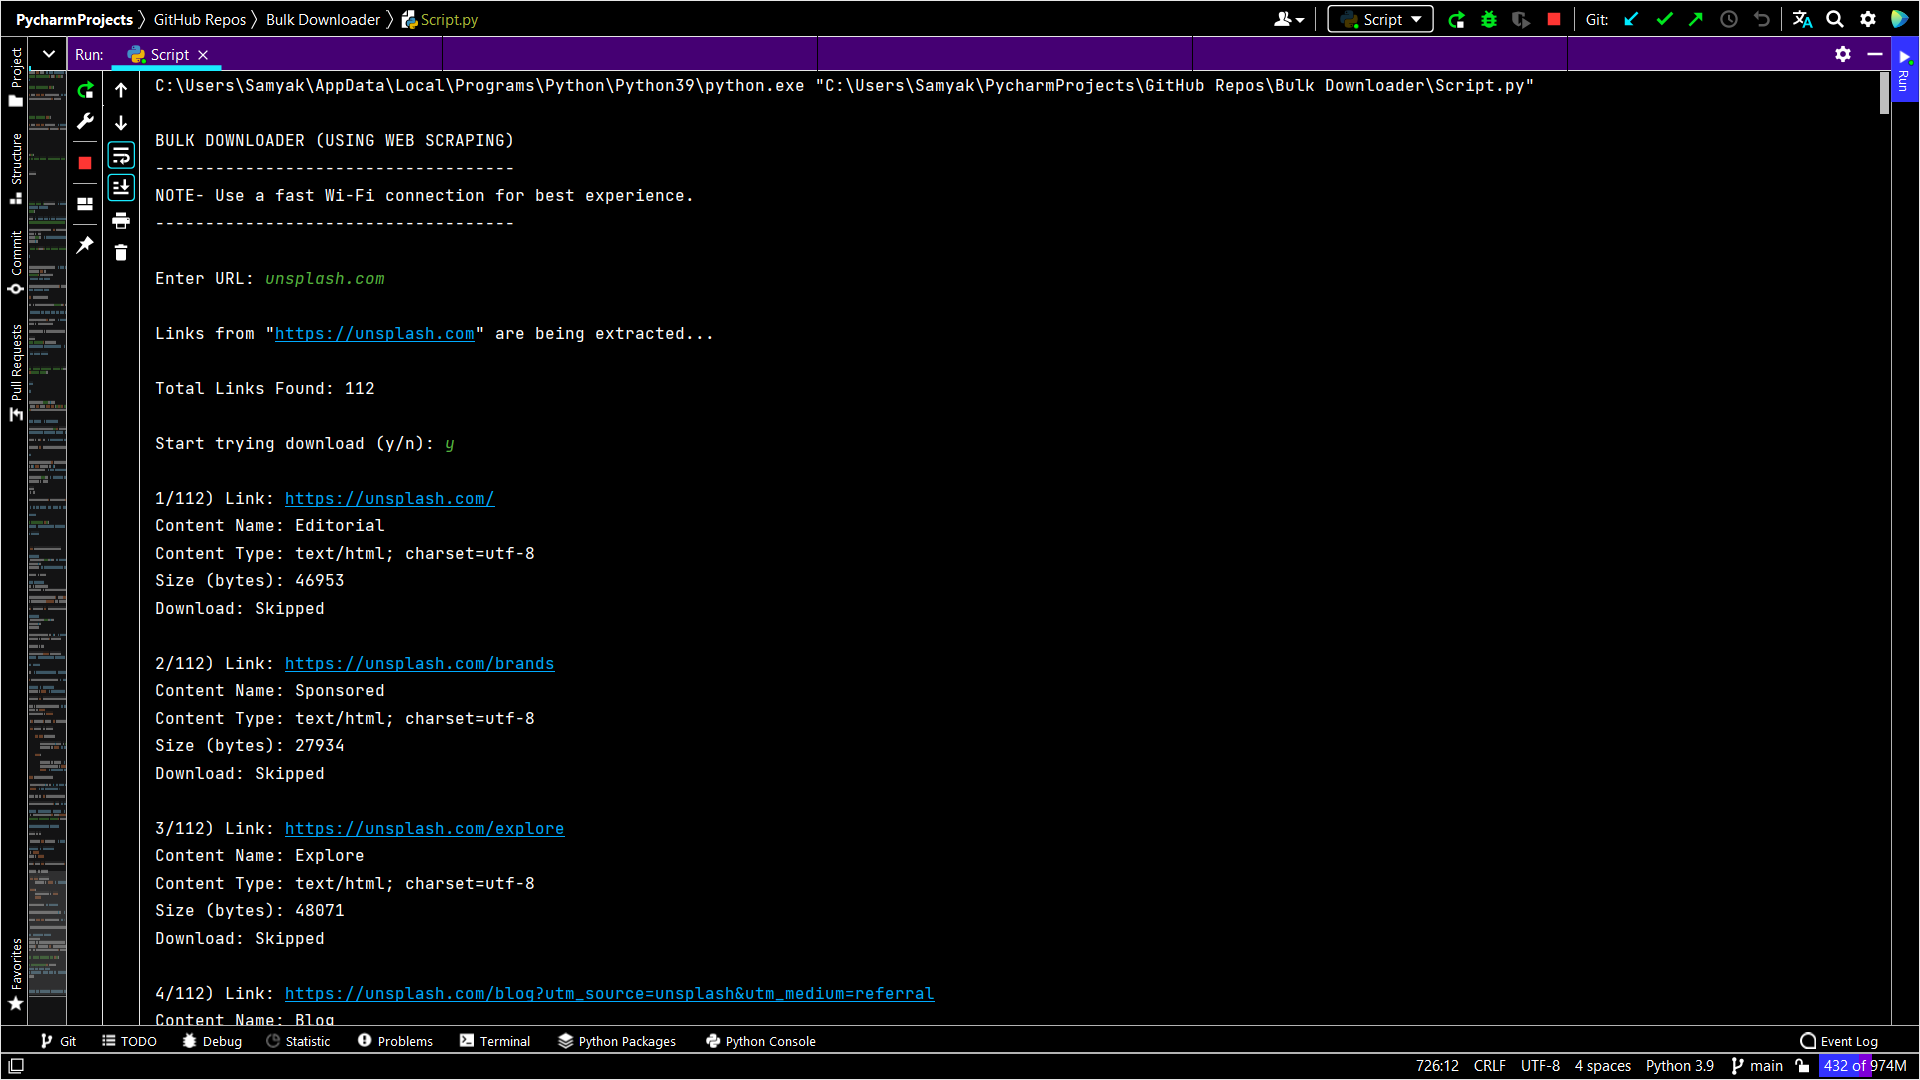 PycharmProjects 〉 GitHub Repos 〉 Bulk Downloader 〉 Script.py
Script
Git:
Run: Script
C:\Users\Samyak\AppData\Local\Programs\Python\Python39\python.exe "C:\Users\Samyak\PycharmProjects\GitHub Repos\Bulk Downloader\Script.py"
BULK DOWNLOADER (USING WEB SCRAPING)
------------------------------------
NOTE- Use a fast Wi-Fi connection for best experience.
------------------------------------
Enter URL: unsplash.com
Links from "https://unsplash.com" are being extracted...
Total Links Found: 112
Start trying download (y/n): y
1/112) Link: https://unsplash.com/
Content Name: Editorial
Content Type: text/html; charset=utf-8
Size (bytes): 46953
Download: Skipped
2/112) Link: https://unsplash.com/brands
Content Name: Sponsored
Content Type: text/html; charset=utf-8
Size (bytes): 27934
Download: Skipped
3/112) Link: https://unsplash.com/explore
Content Name: Explore
Content Type: text/html; charset=utf-8
Size (bytes): 48071
Download: Skipped
4/112) Link: https://unsplash.com/blog?utm_source=unsplash&utm_medium=referral
Content Name: Blog
Project
Structure
Commit
Pull Requests
Favorites
Run
Git TODO Debug Statistic Problems Terminal Python Packages Python Console Event Log
726:12 CRLF UTF-8 4 spaces Python 3.9 main 432 of 974M